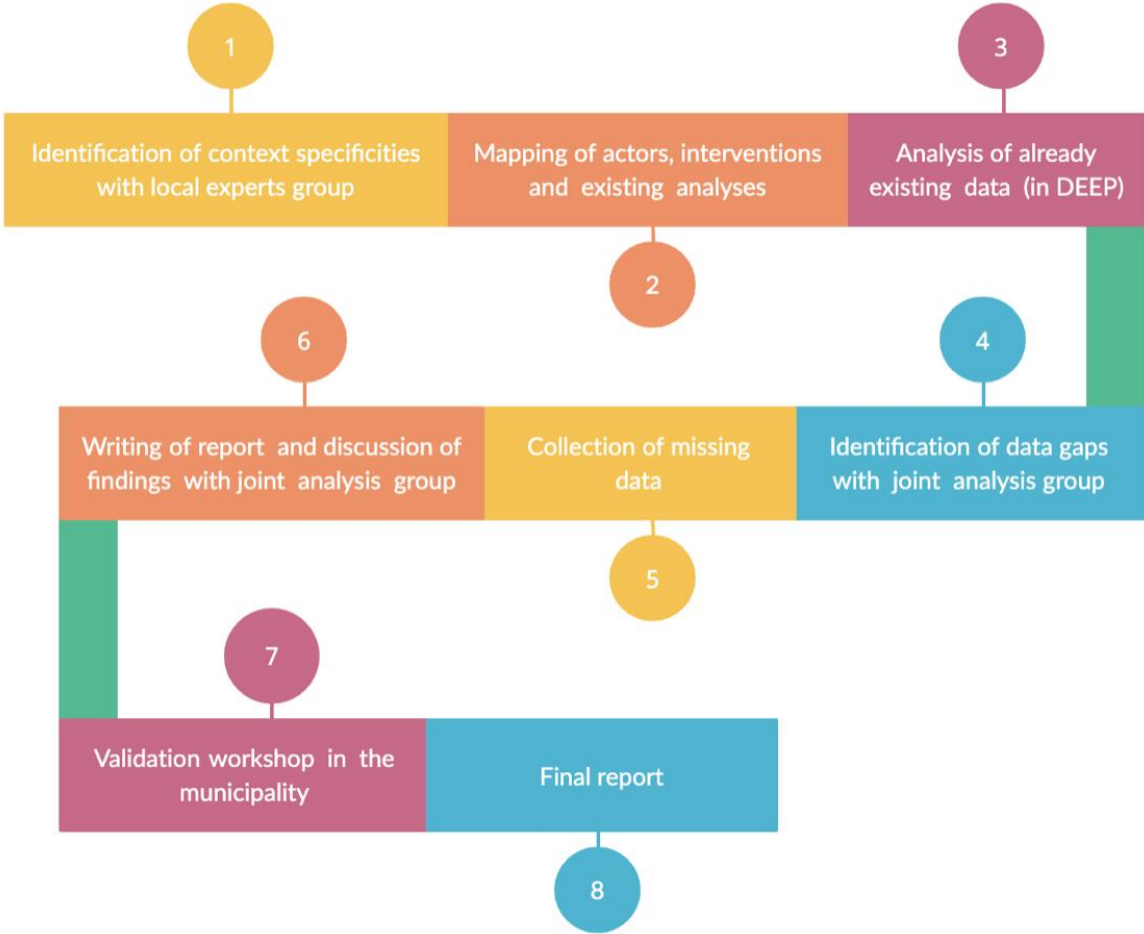 1
3
Identification of context specificities
with local experts group
Mapping of actors, interventions
and existing analyses
Analysis of already
existing data (in DEEP)
2
6
4
Writing of report and discussion of
findings with joint analysis group
Collection of missing
data
Identification of data gaps
with joint analysis group
5
7
Validation workshop in the
municipality
Final report
8